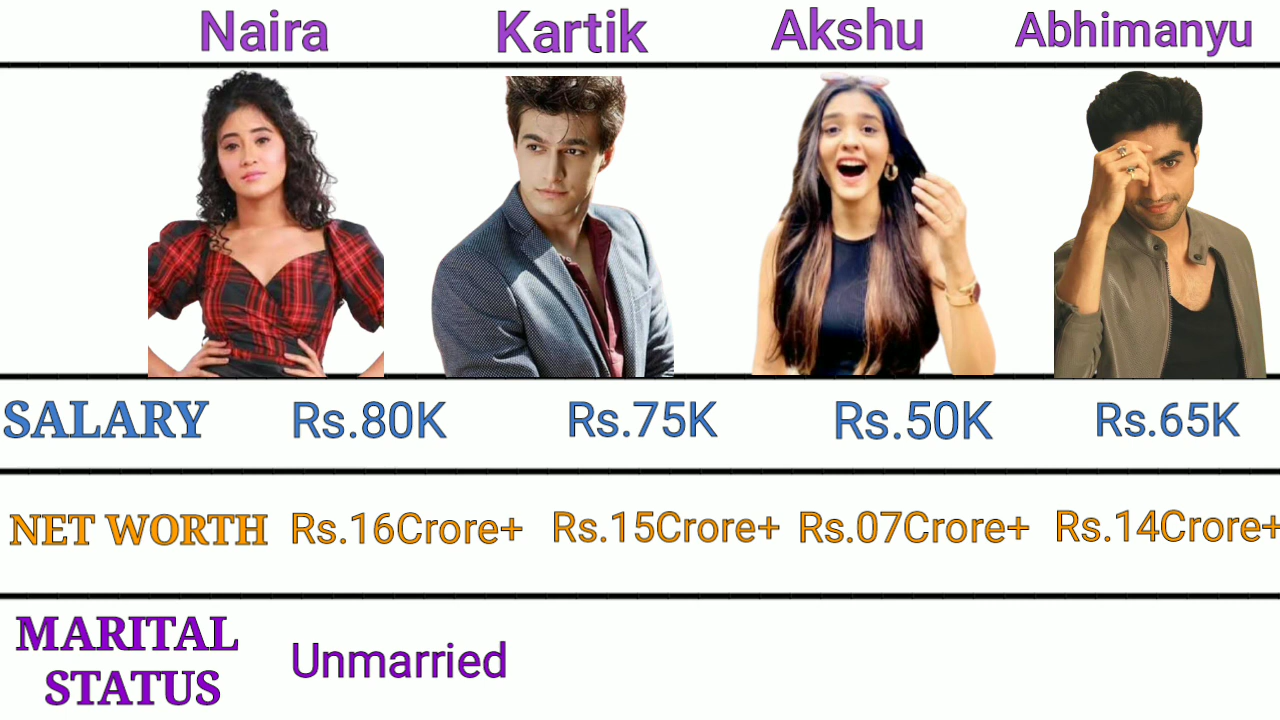 Naira Kartik Akshu Abhimanyu
SALARY Rs.80K Rs.75K Rs.50K Rs.65K
NET WORTH Rs.16Crore+ Rs.15Crore+ Rs.07Crore+ Rs.14Crore+
MARITAL
STATUS
Unmarried